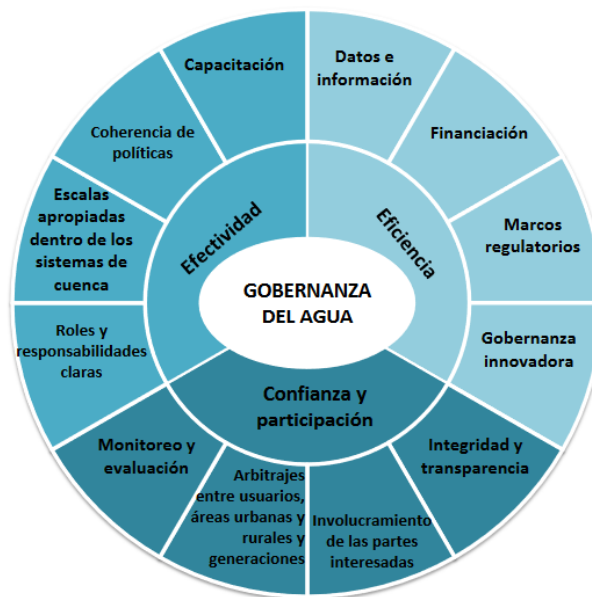 GOBERNANZA
DEL AGUA
Efectividad
Eficiencia
Confianza y
participación
Capacitación
Datos e
información
Financiación
Marcos
regulatorios
Gobernanza
innovadora
Integridad y
transparencia
Involucramiento
de las partes
interesadas
Arbitrajes
entre usuarios,
áreas urbanas y
rurales y
generaciones
Monitoreo y
evaluación
Roles y
responsabilidades
claras
Escalas
apropiadas
dentro de los
sistemas de
cuenca
Coherencia de
políticas